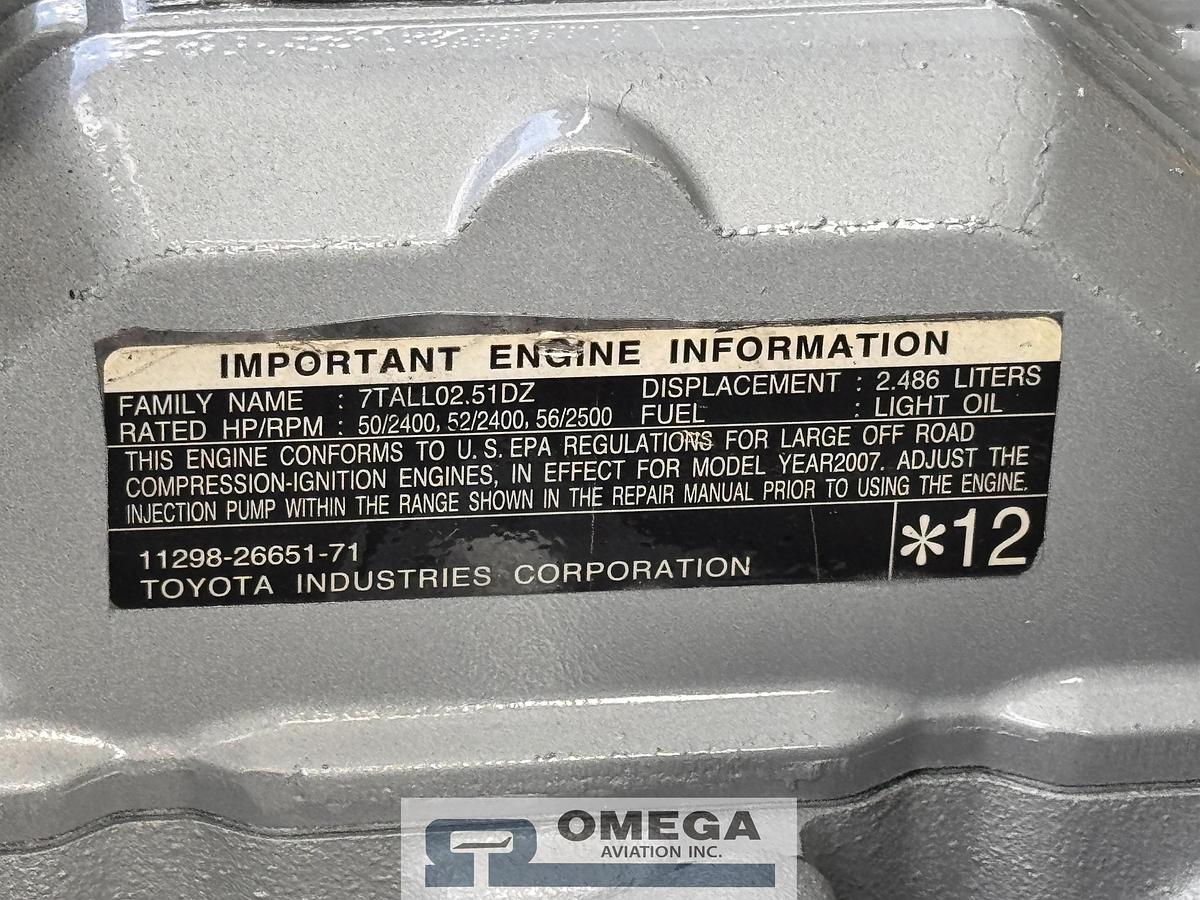 IMPORTANT ENGINE INFORMATION
FAMILY NAME : 7TALL02.51DZ DISPLACEMENT : 2.486 LITERS
RATED HP/RPM : 50/2400, 52/2400, 56/2500 FUEL : LIGHT OIL
THIS ENGINE CONFORMS TO U.S. EPA REGULATIONS FOR LARGE OFF ROAD
COMPRESSION-IGNITION ENGINES, IN EFFECT FOR MODEL YEAR2007. ADJUST THE
INJECTION PUMP WITHIN THE RANGE SHOWN IN THE REPAIR MANUAL PRIOR TO USING THE ENGINE.
11298-26651-71
TOYOTA INDUSTRIES CORPORATION
*12
OMEGA
AVIATION INC.